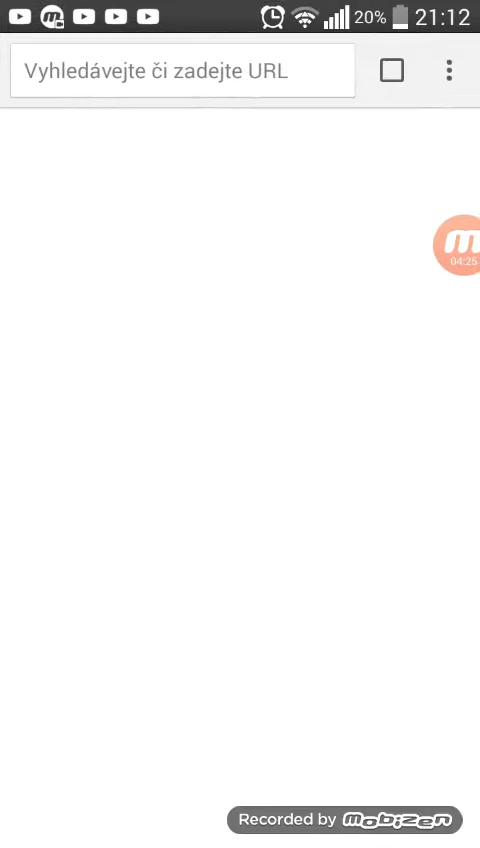 20% 21:12
Vyhledávejte či zadejte URL
m
04:25
Recorded by mobizen